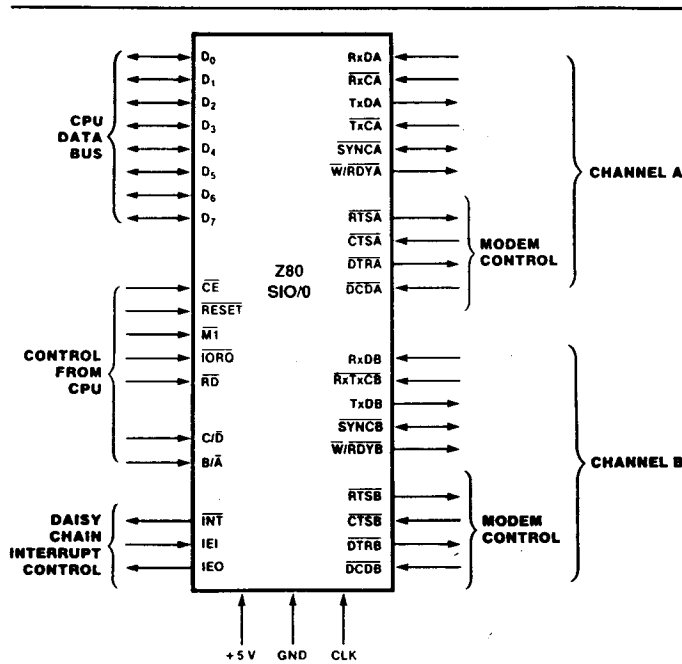 CPU
DATA
BUS
D0
D1
D2
D3
D4
D5
D6
D7
CONTROL
FROM
CPU
CE
RESET
M1
IORQ
RD
C/D
B/A
DAISY
CHAIN
INTERRUPT
CONTROL
INT
IEI
IEO
Z80
SIO/0
RxDA
RxCA
TxDA
TxCA
SYNCA
W/RDYA
RTSA
CTSA
DTRA
DCDA
MODEM
CONTROL
CHANNEL A
RxDB
RxTxCB
TxDB
SYNCB
W/RDYB
RTSB
CTSB
DTRB
DCDB
MODEM
CONTROL
CHANNEL B
+5 V GND CLK